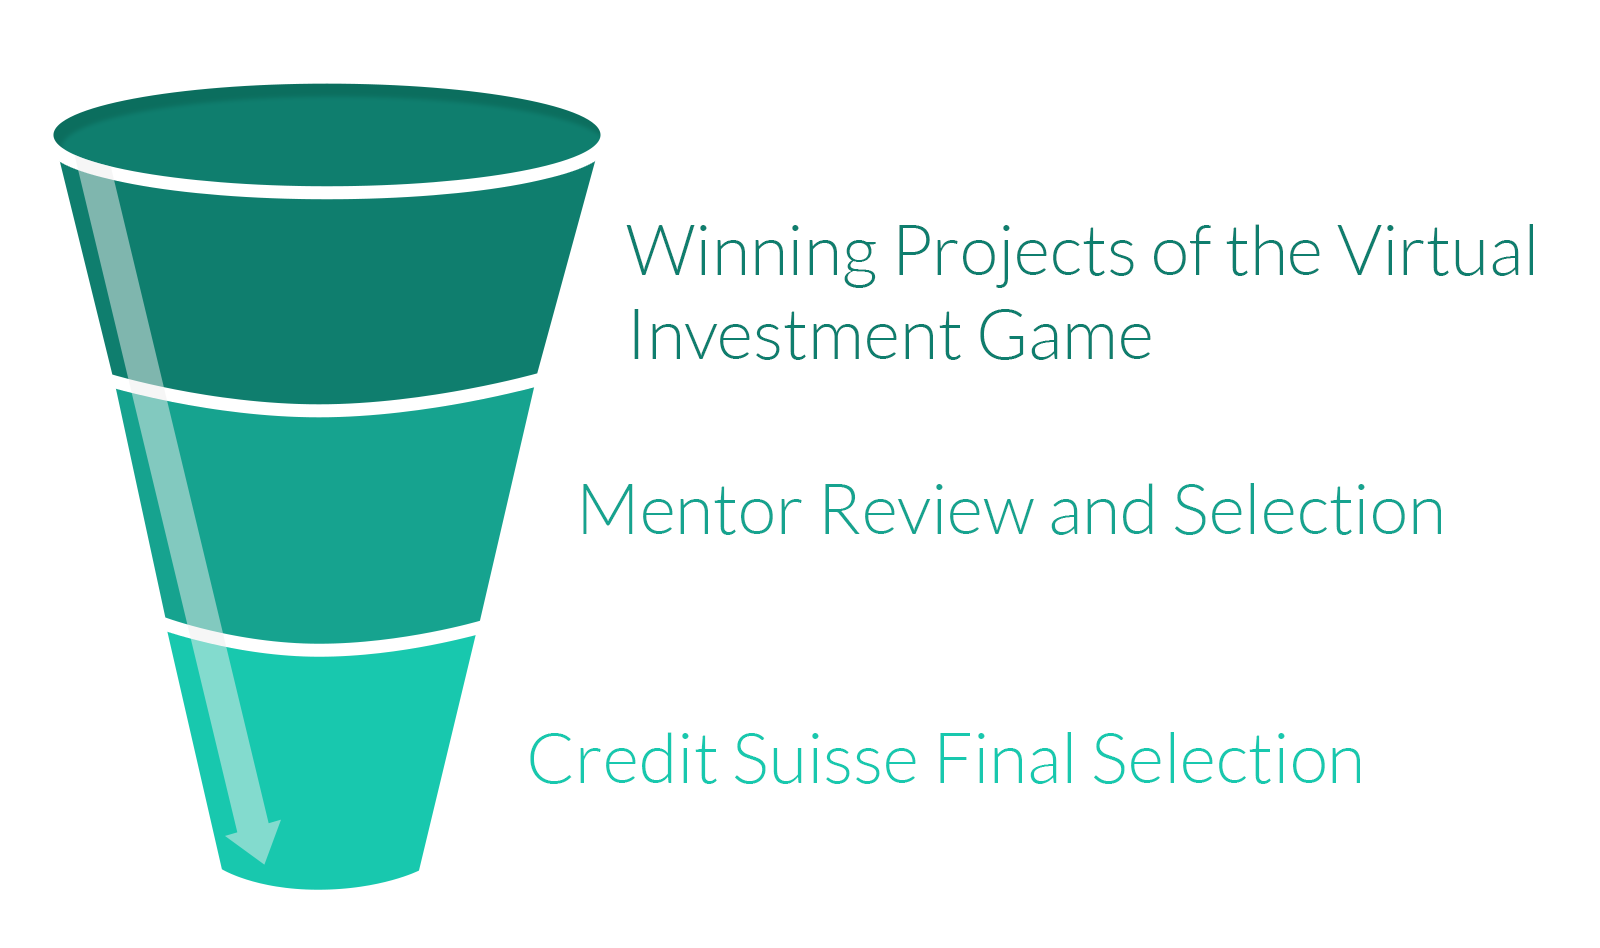 Winning Projects of the Virtual
Investment Game
Mentor Review and Selection
Credit Suisse Final Selection